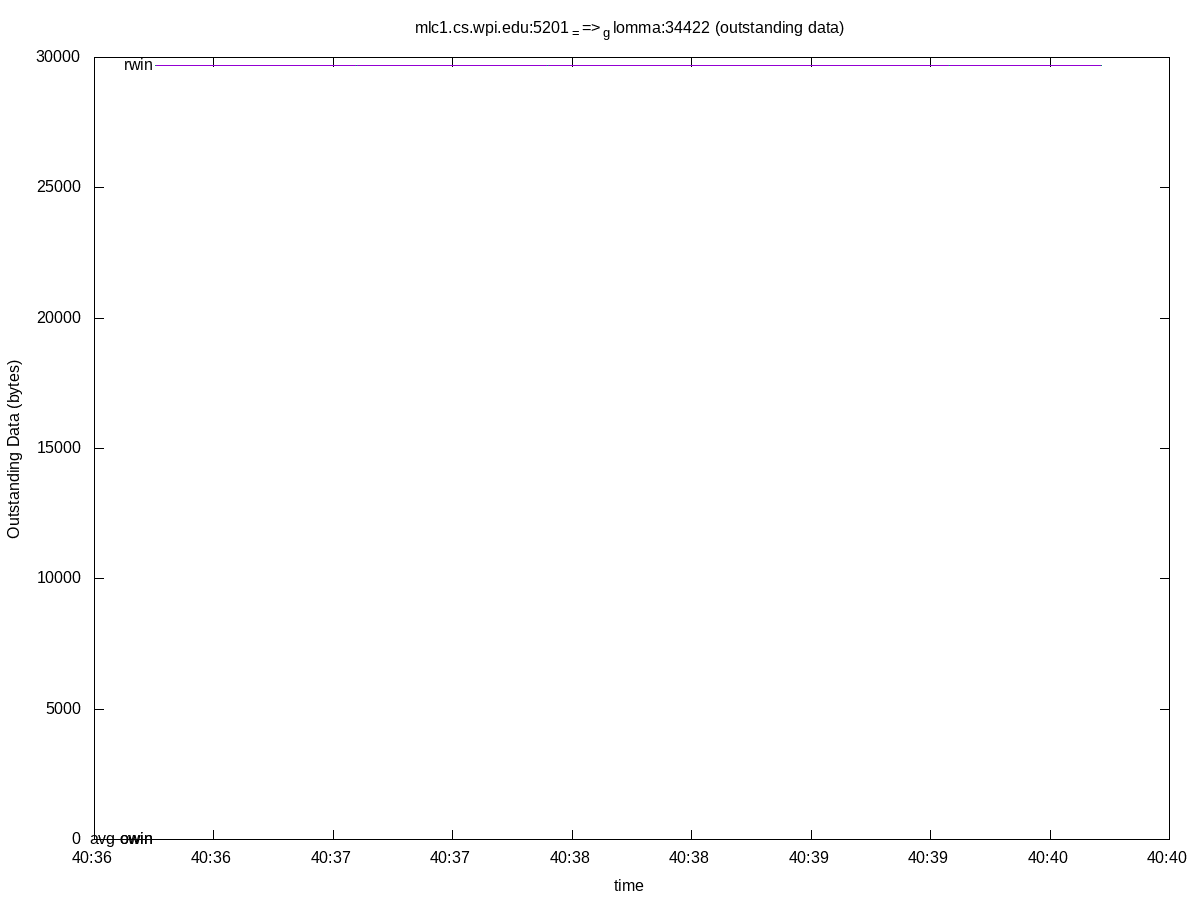 mlc1.cs.wpi.edu:5201 = => g lomma:34422 (outstanding data)
30000
rwin
25000
20000
15000
10000
5000
0
avg owin
owin
Outstanding Data (bytes)
40:36 40:36 40:37 40:37 40:38 40:38 40:39 40:39 40:40 40:40
time